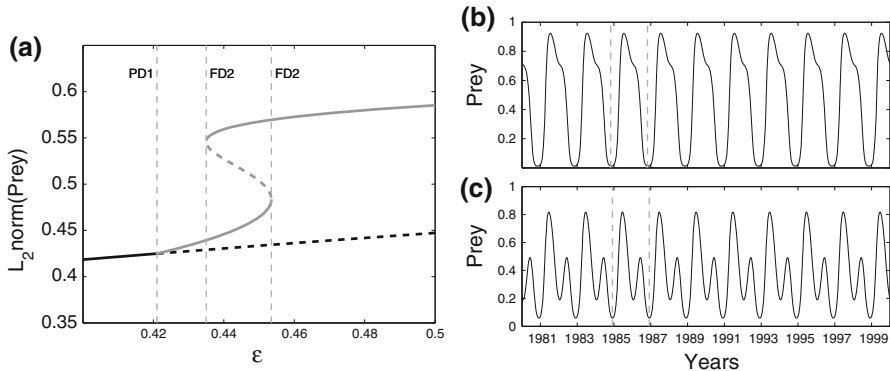 (a)
0.6
0.55
0.5
0.45
0.4
0.35
L2norm(Prey)
PD1
FD2
FD2
0.42
0.44
0.46
0.48
0.5
ε
(b)
1
0.8
0.6
0.4
0.2
Prey
(c)
1
0.8
0.6
0.4
0.2
0
Prey
1981
1983
1985
1987
1989
1991
1993
1995
1997
1999
Years